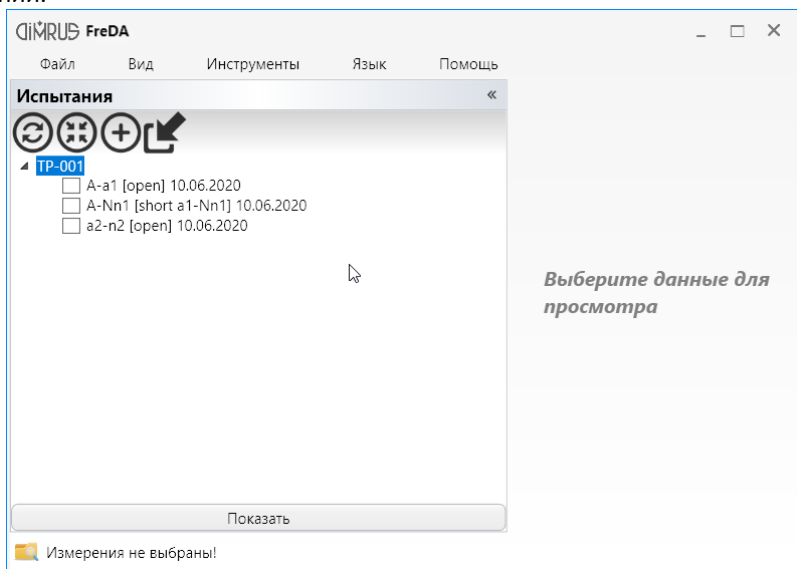 DiMRUS FreDA
Файл Вид Инструменты Язык Помощь
Испытания «
TP-001
A-a1 [open] 10.06.2020
A-Nn1 [short a1-Nn1] 10.06.2020
a2-n2 [open] 10.06.2020
Выберите данные для
просмотра
Показать
Измерения не выбраны!